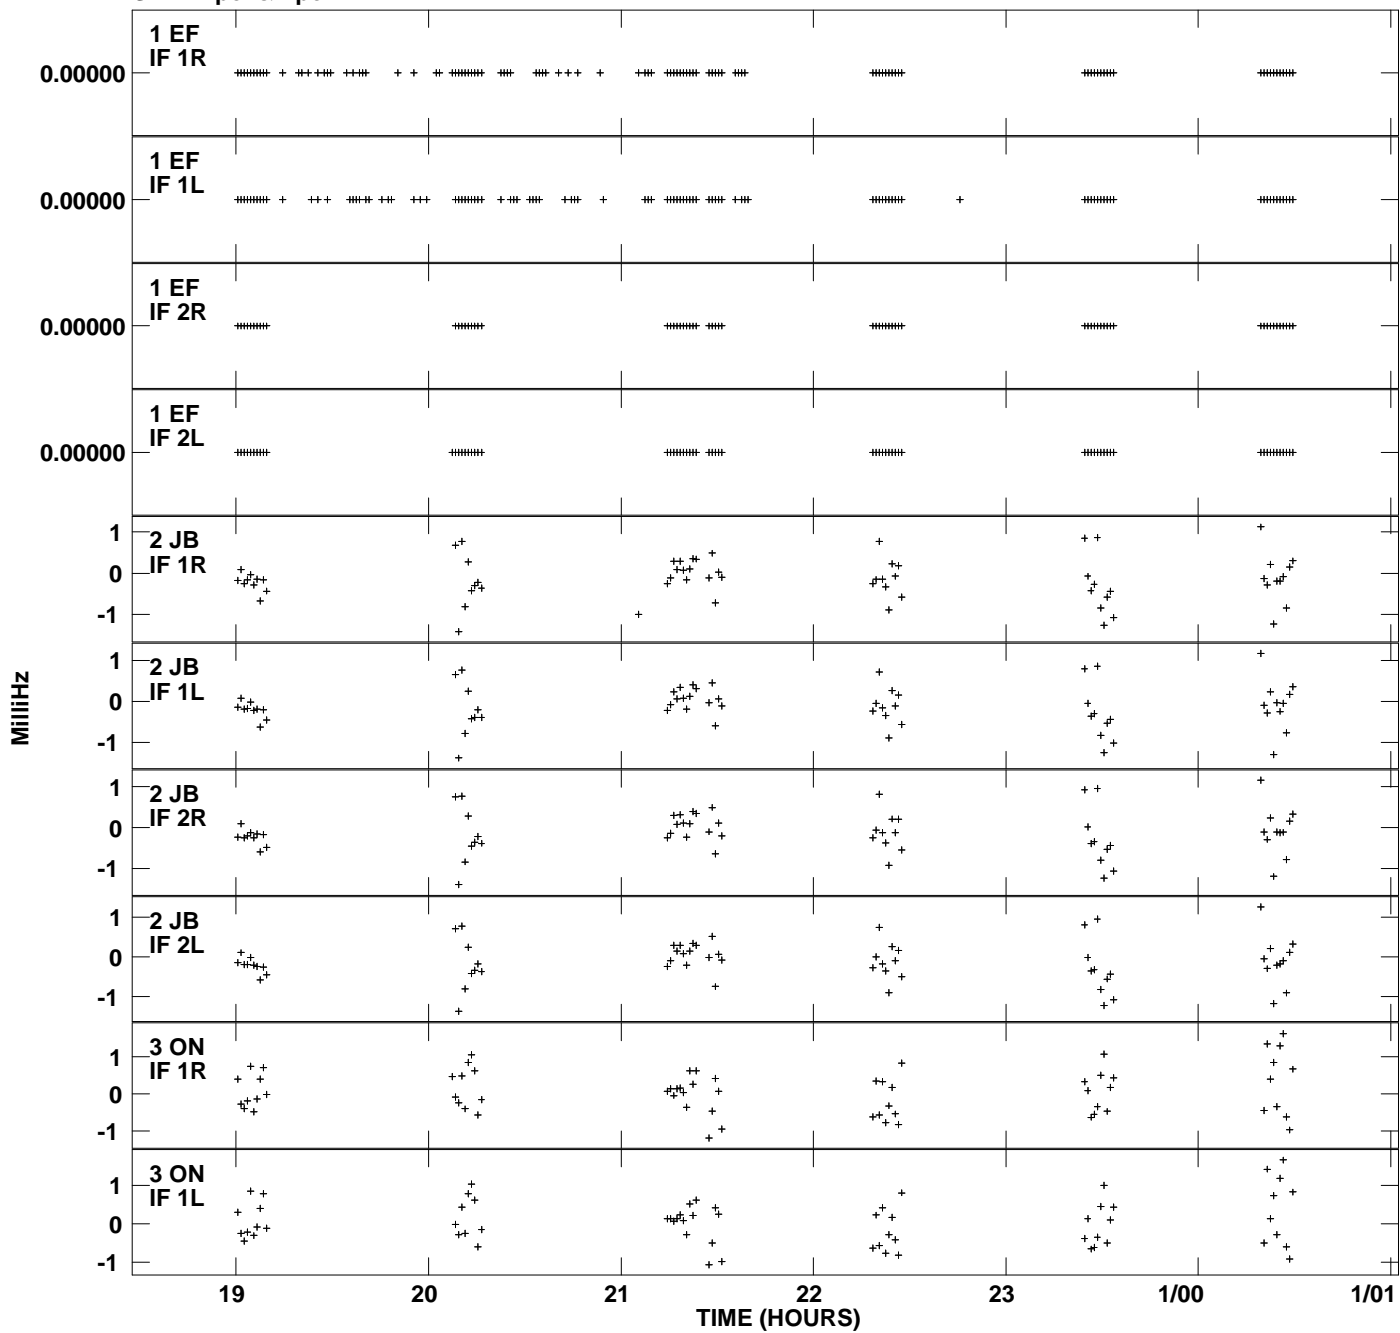 1 EF
IF 1R
0.00000
1 EF
IF 1L
0.00000
1 EF
IF 2R
0.00000
1 EF
IF 2L
0.00000
2 JB
IF 1R
1
0
-1
2 JB
IF 1L
1
0
-1
2 JB
IF 2R
1
0
-1
2 JB
IF 2L
1
0
-1
3 ON
IF 1R
1
0
-1
3 ON
IF 1L
1
0
-1
MilliHz
19 20 21 22 23 1/00 1/01
TIME (HOURS)